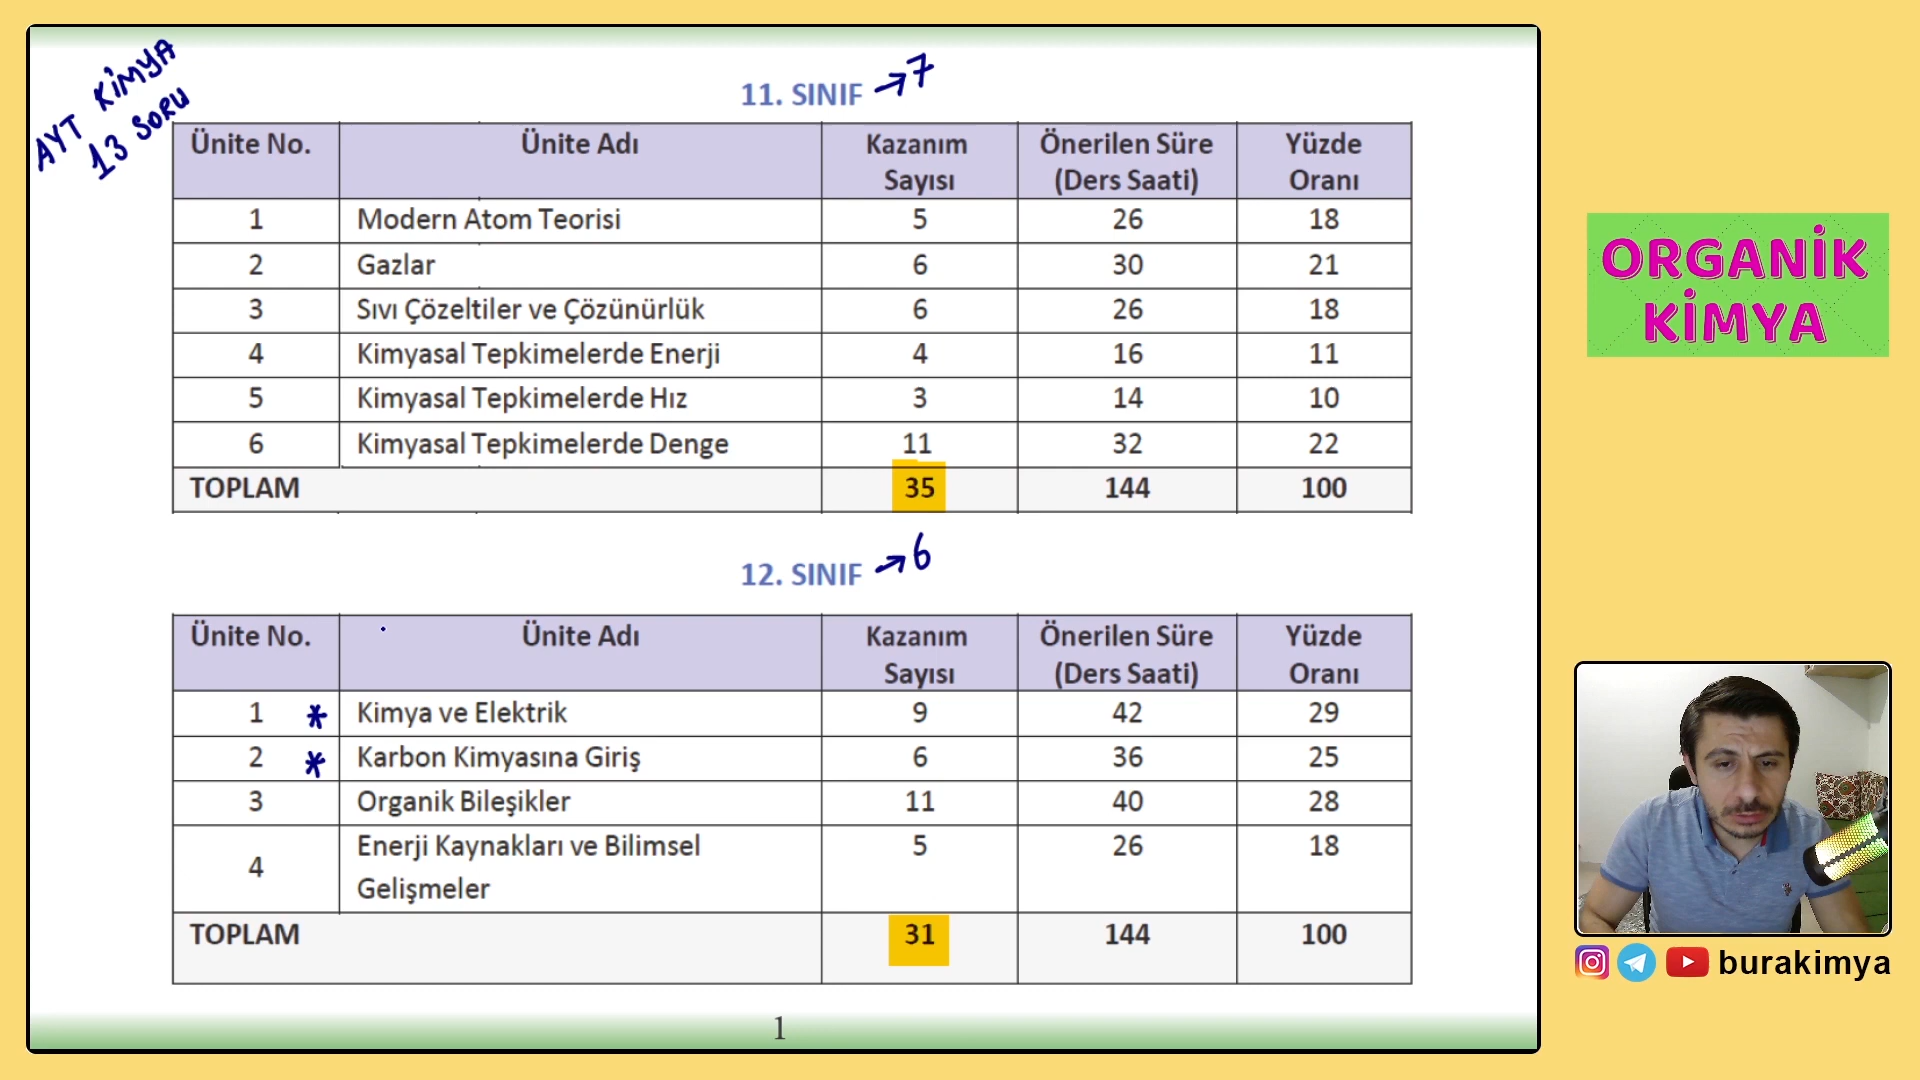 AYT KİMYA
13 SORU
11. SINIF → 7
Ünite No. Ünite Adı Kazanım Sayısı Önerilen Süre (Ders Saati) Yüzde Oranı
1 Modern Atom Teorisi 5 26 18
2 Gazlar 6 30 21
3 Sıvı Çözeltiler ve Çözünürlük 6 26 18
4 Kimyasal Tepkimelerde Enerji 4 16 11
5 Kimyasal Tepkimelerde Hız 3 14 10
6 Kimyasal Tepkimelerde Denge 11 32 22
TOPLAM 35 144 100
12. SINIF → 6
Ünite No. Ünite Adı Kazanım Sayısı Önerilen Süre (Ders Saati) Yüzde Oranı
1 * Kimya ve Elektrik 9 42 29
2 * Karbon Kimyasına Giriş 6 36 25
3 Organik Bileşikler 11 40 28
4 Enerji Kaynakları ve Bilimsel Gelişmeler 5 26 18
TOPLAM 31 144 100
1
ORGANİK
KİMYA
burakimya